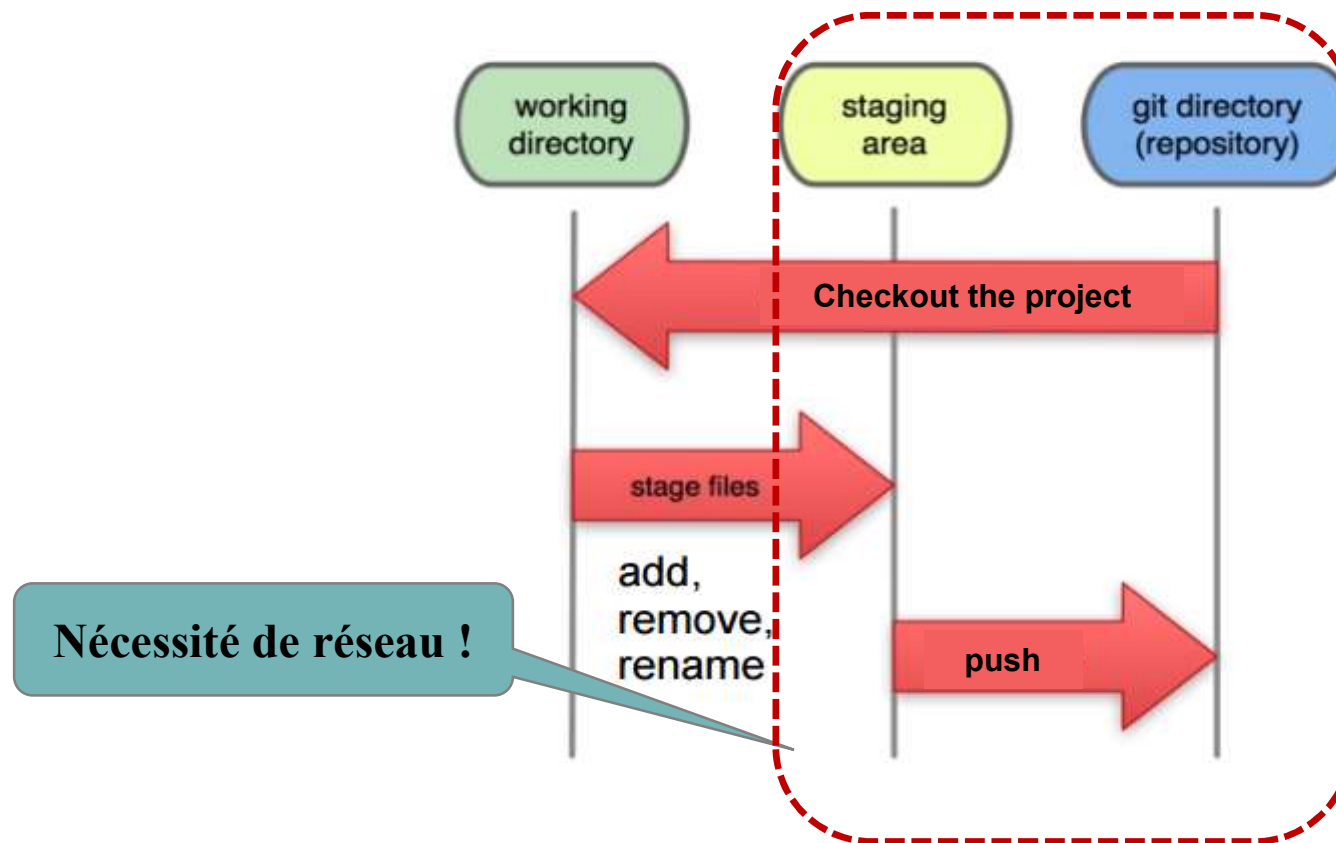 working
directory
staging
area
git directory
(repository)
Checkout the project
stage files
add,
remove,
rename
Nécessité de réseau !
push